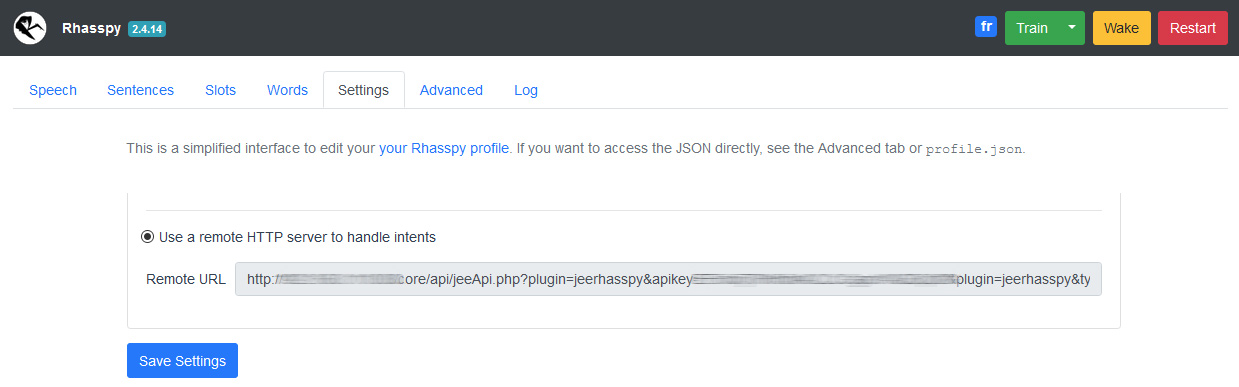 Rhasspy 2.4.14 fr Train Wake Restart
Speech Sentences Slots Words Settings Advanced Log
This is a simplified interface to edit your your Rhasspy profile. If you want to access the JSON directly, see the Advanced tab or profile.json.
Use a remote HTTP server to handle intents
Remote URL http:// core/api/jeeApi.php?plugin=jeerhasspy&apikey plugin=jeerhasspy&ty
Save Settings